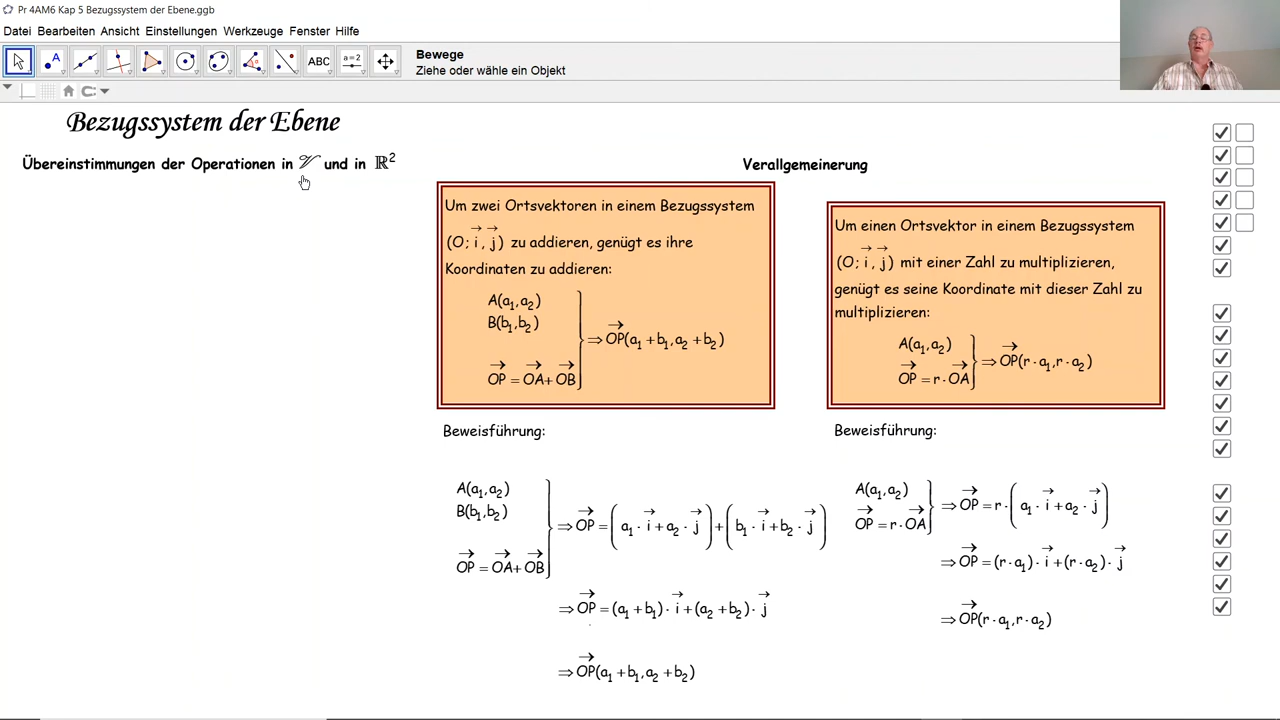 Pr 4AM6 Kap 5 Bezugssystem der Ebene.ggb
Datei Bearbeiten Ansicht Einstellungen Werkzeuge Fenster Hilfe
A
ABC
a=2
Bewege
Ziehe oder wähle ein Objekt
Bezugssystem der Ebene
Übereinstimmungen der Operationen in 𝒱 und in ℝ²
Verallgemeinerung
Um zwei Ortsvektoren in einem Bezugssystem
(O; i⃗, j⃗) zu addieren, genügt es ihre
Koordinaten zu addieren:
A(a₁,a₂)
B(b₁,b₂)
⇒ OP⃗(a₁+b₁,a₂+b₂)
OP⃗ = OA⃗+ OB⃗
Um einen Ortsvektor in einem Bezugssystem
(O; i⃗, j⃗) mit einer Zahl zu multiplizieren,
genügt es seine Koordinate mit dieser Zahl zu
multiplizieren:
A(a₁,a₂)
⇒ OP⃗(r·a₁,r·a₂)
OP⃗ = r·OA⃗
Beweisführung:
A(a₁,a₂)
B(b₁,b₂)
⇒ OP⃗ = (a₁·i⃗+a₂·j⃗)+(b₁·i⃗+b₂·j⃗)
OP⃗ = OA⃗+ OB⃗
⇒ OP⃗ = (a₁+b₁)·i⃗+(a₂+b₂)·j⃗
⇒ OP⃗(a₁+b₁,a₂+b₂)
Beweisführung:
A(a₁,a₂)
⇒ OP⃗ = r·(a₁·i⃗+a₂·j⃗)
OP⃗ = r·OA⃗
⇒ OP⃗ = (r·a₁)·i⃗+(r·a₂)·j⃗
⇒ OP⃗(r·a₁,r·a₂)